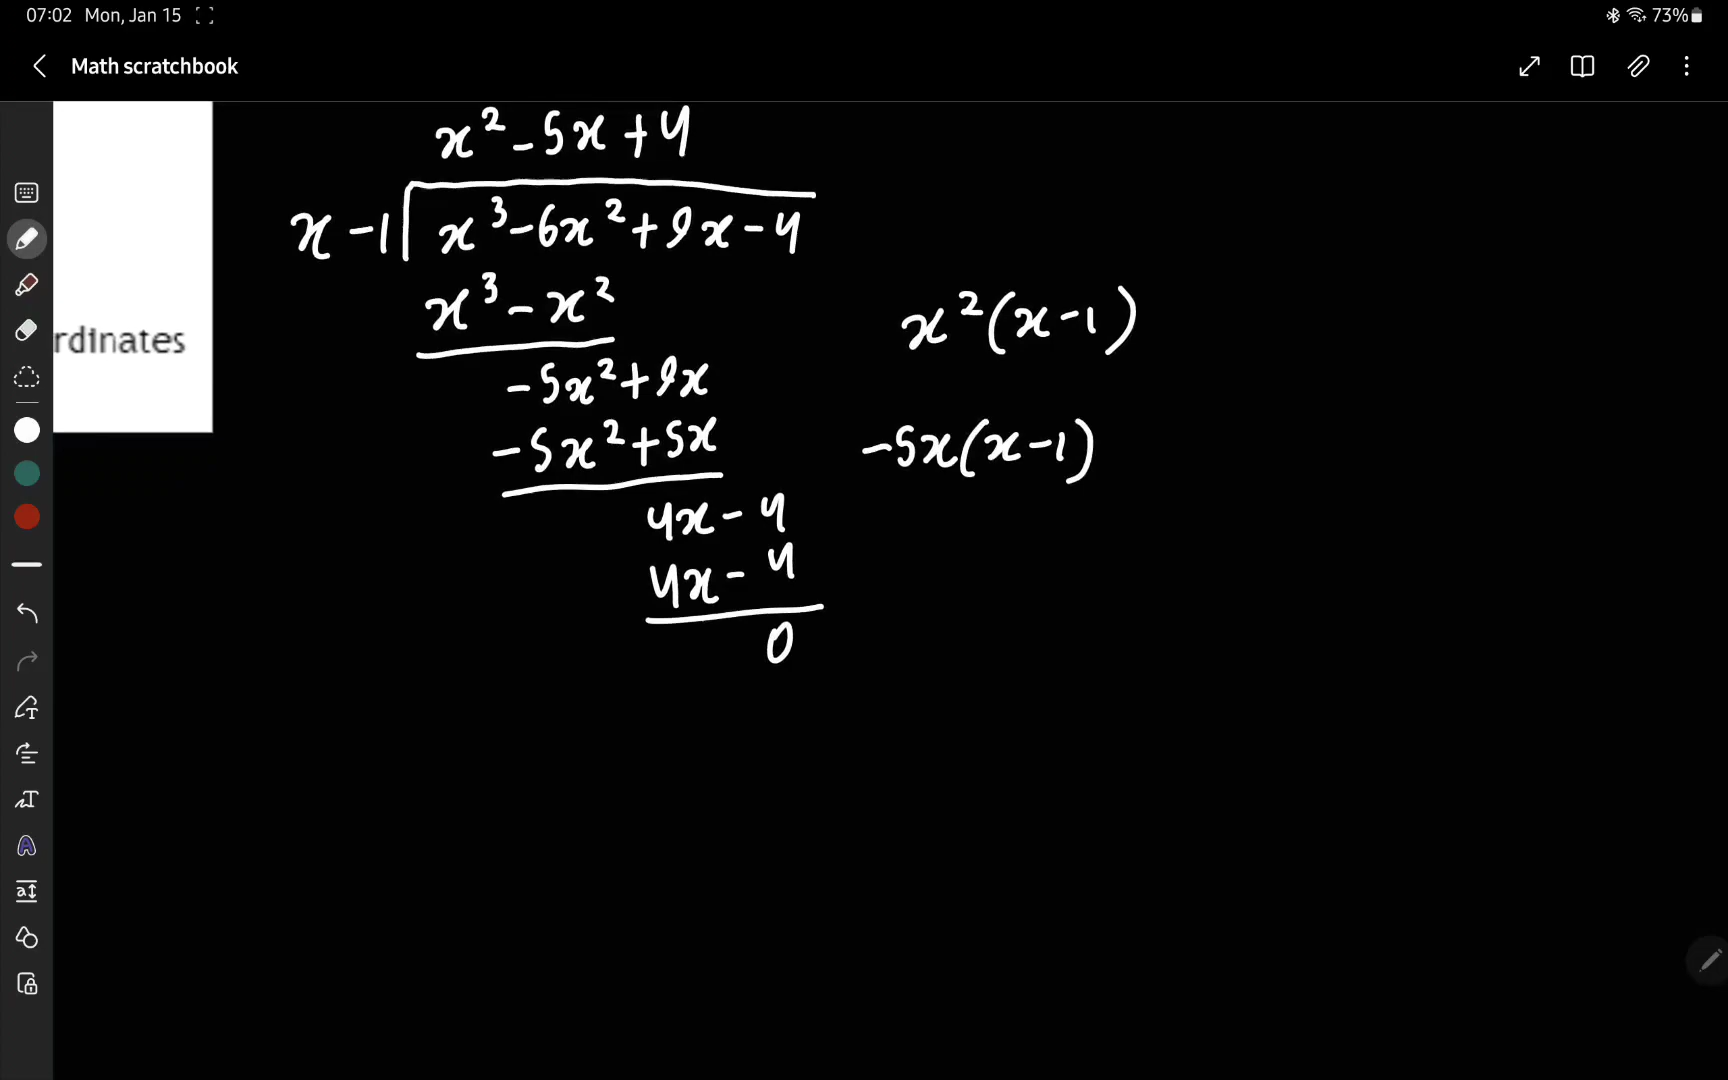 07:02 Mon, Jan 15 73%
Math scratchbook
x² - 5x + 4
x - 1 x³ - 6x² + 9x - 4
x³ - x² x²(x - 1)
rdinates
- 5x² + 9x
- 5x² + 5x -5x(x - 1)
4x - 4
4x - 4
0